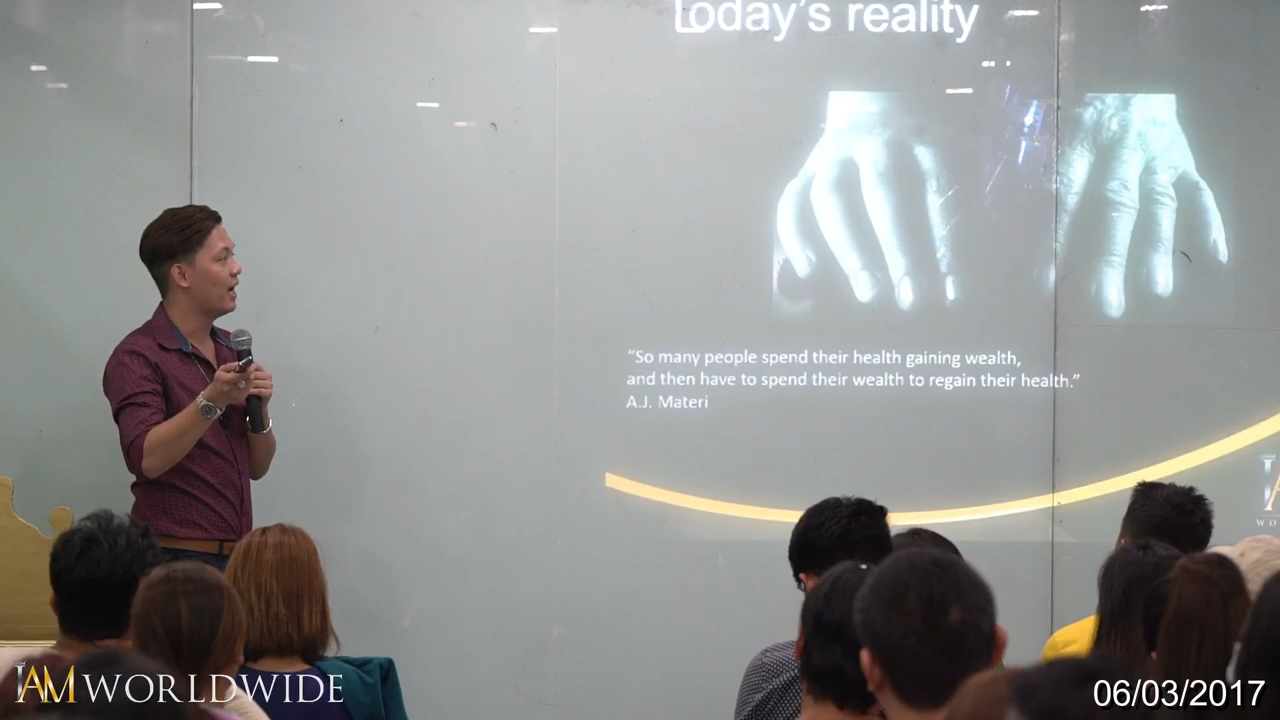 today's reality
“So many people spend their health gaining wealth,
and then have to spend their wealth to regain their health.”
A.J. Materi
WO
IAM WORLDWIDE
06/03/2017